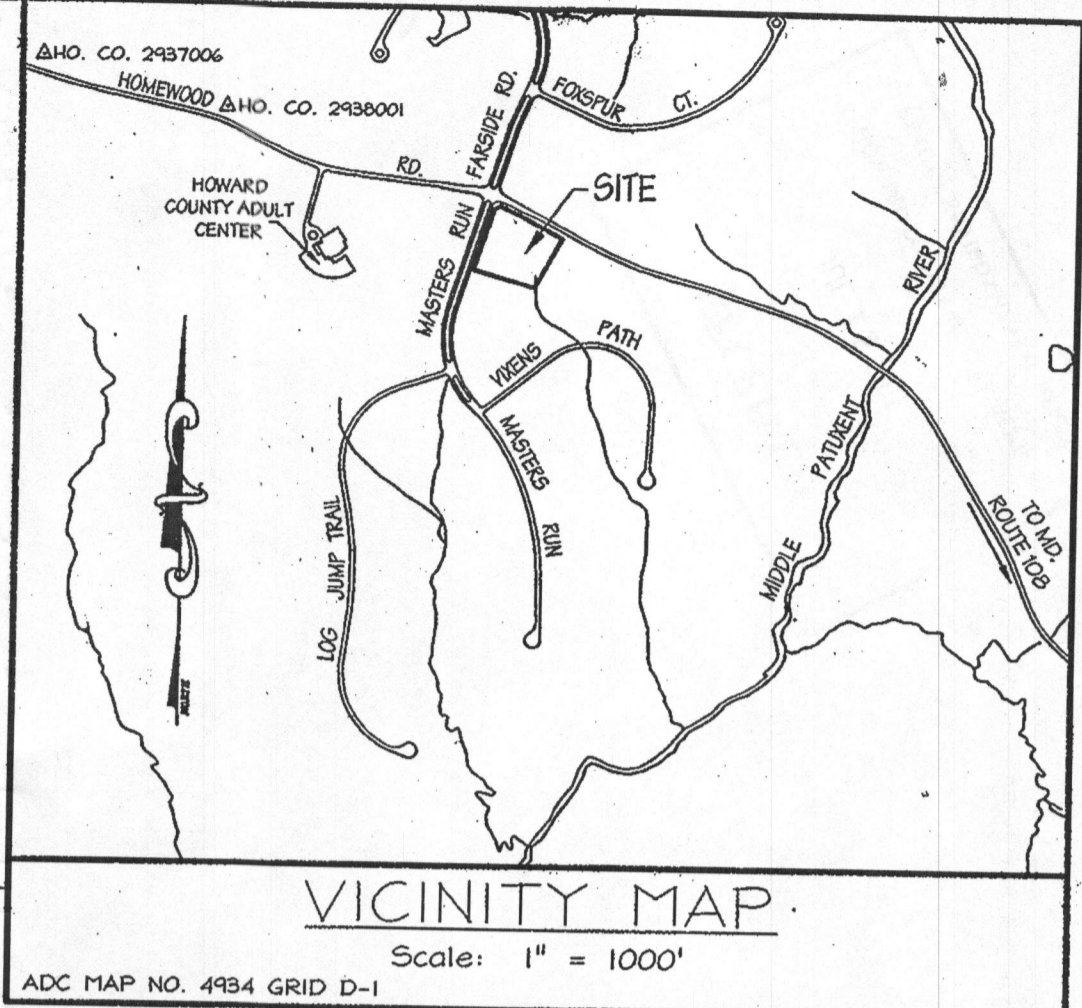 HO. CO. 2937006
HOMEWOOD
HO. CO. 2938001
RD.
FARSIDE RD.
FOXSPUR
CT.
SITE
HOWARD
COUNTY ADULT
CENTER
MASTERS
RUN
RIVER
VIXENS
PATH
MASTERS
RUN
PATUXENT
MIDDLE
LOG
JUMP TRAIL
TO MD.
ROUTE 108
VICINITY MAP
Scale: 1" = 1000'
ADC MAP NO. 4934 GRID D-1